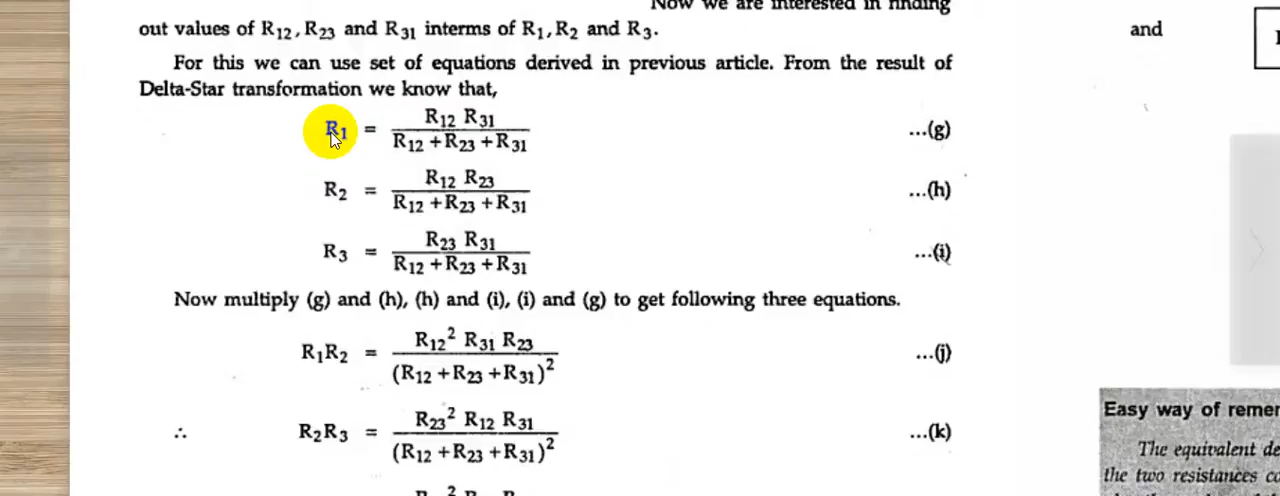 Now we are interested in finding
out values of R12, R23 and R31 interms of R1, R2 and R3.
For this we can use set of equations derived in previous article. From the result of
Delta-Star transformation we know that,
R1 = R12 R31 / R12 + R23 + R31 ...(g)
R2 = R12 R23 / R12 + R23 + R31 ...(h)
R3 = R23 R31 / R12 + R23 + R31 ...(i)
Now multiply (g) and (h), (h) and (i), (i) and (g) to get following three equations.
R1R2 = R12² R31 R23 / (R12 + R23 + R31)² ...(j)
∴ R2R3 = R23² R12 R31 / (R12 + R23 + R31)² ...(k)
and
Easy way of
The equivalent
the two resistances